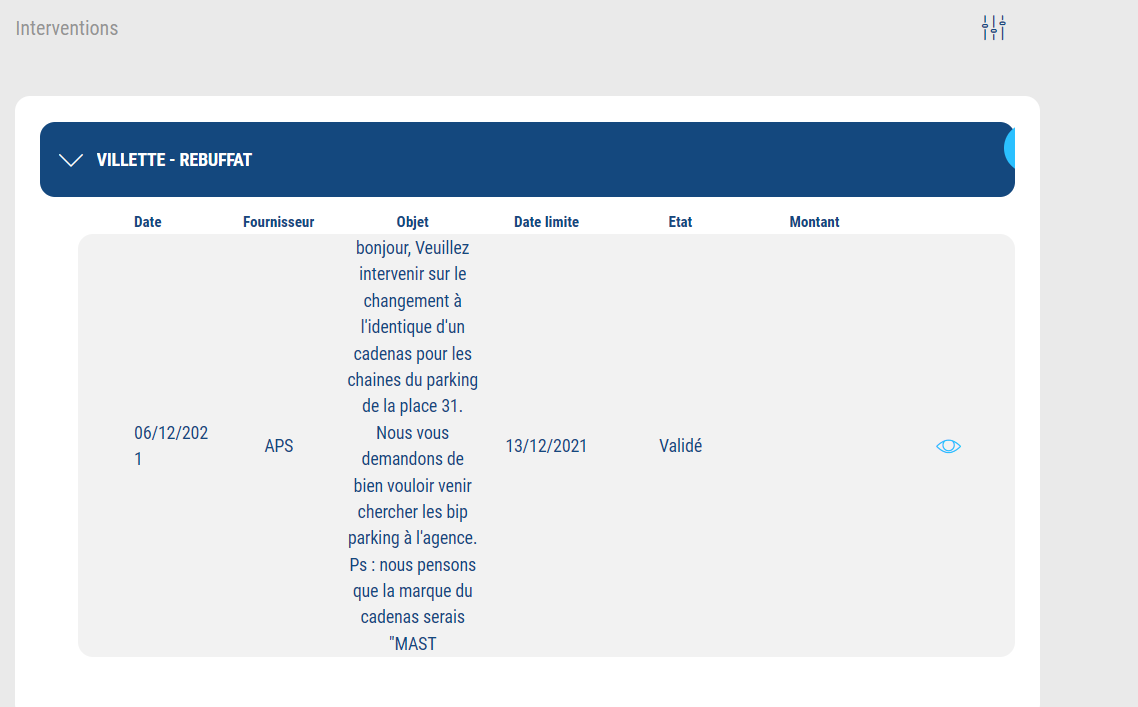 Interventions
VILLETTE - REBUFFAT
Date Fournisseur Objet Date limite Etat Montant
bonjour, Veuillez
intervenir sur le
changement à
l'identique d'un
cadenas pour les
chaines du parking
de la place 31.
Nous vous
demandons de
bien vouloir venir
chercher les bip
parking à l'agence.
Ps : nous pensons
que la marque du
cadenas serais
"MAST
06/12/202
1
APS
13/12/2021
Validé